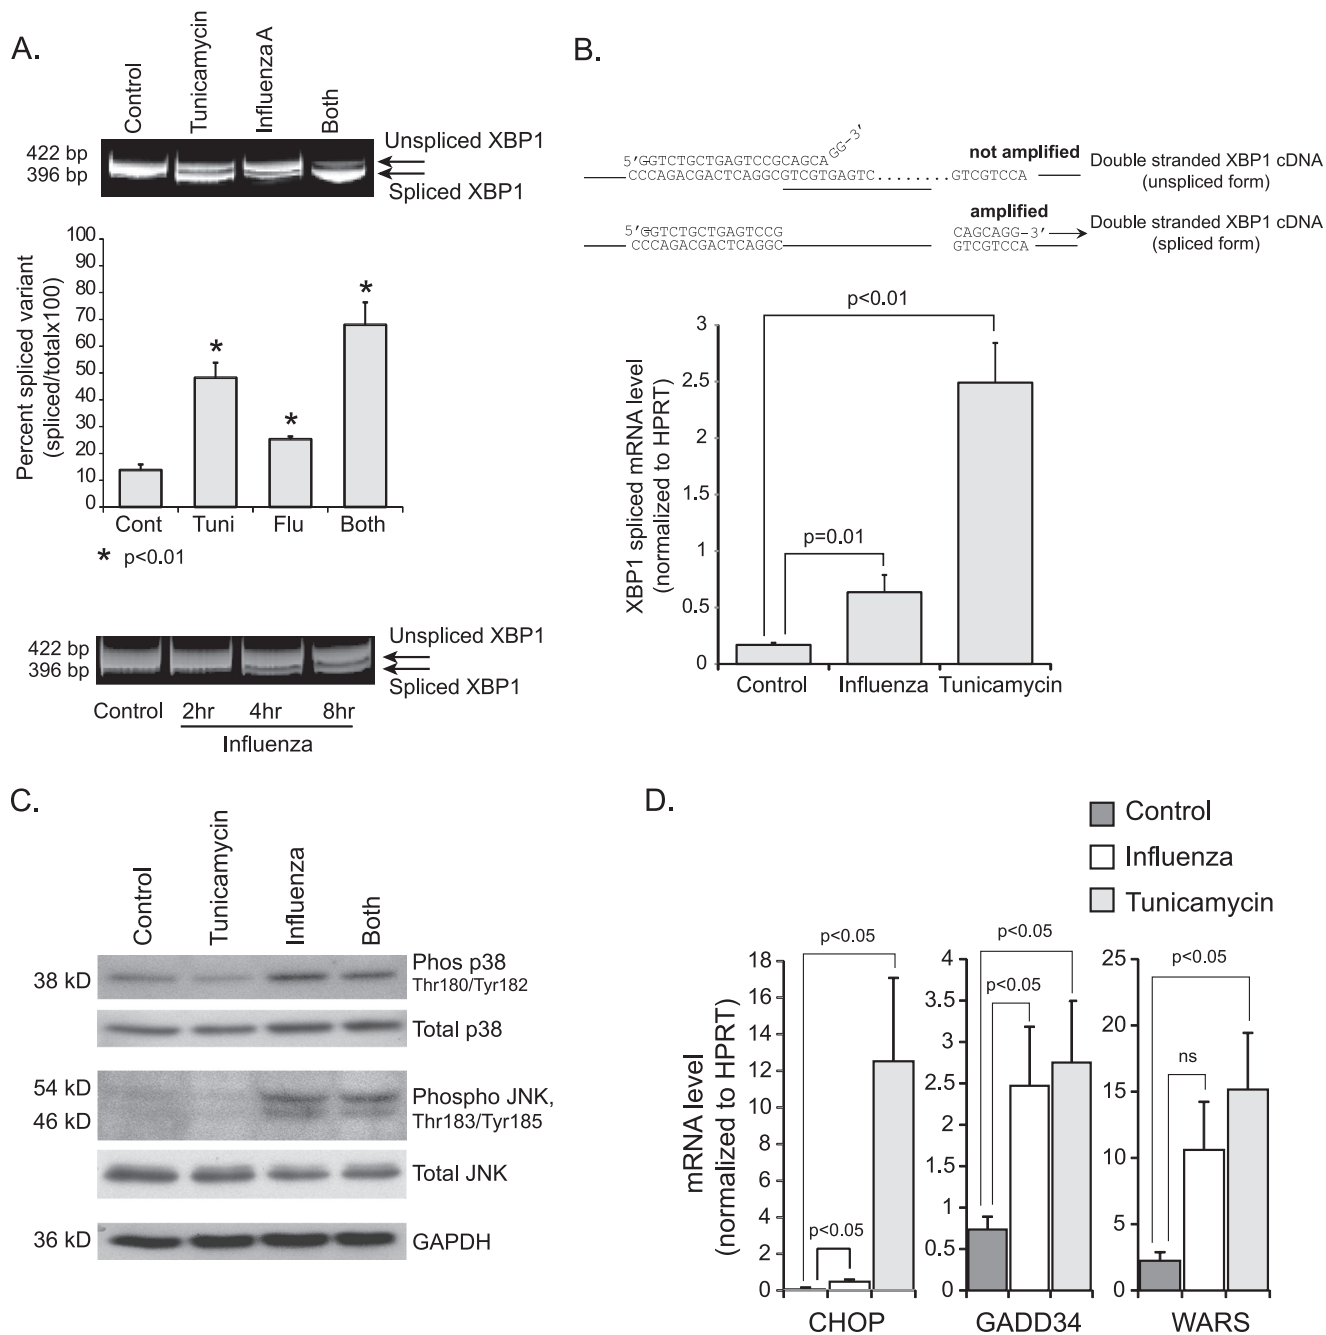 A.
Control
Tunicamycin
Influenza A
Both
422 bp
396 bp
Unspliced XBP1
Spliced XBP1
Percent spliced variant
(spliced/totalx100)
100
90
80
70
60
50
40
30
20
10
0
*
*
*
Cont Tuni Flu Both
* p<0.01
422 bp
396 bp
Unspliced XBP1
Spliced XBP1
Control 2hr 4hr 8hr
Influenza
B.
5'GGTCTGCTGAGTCCGCAGCA
GG-3'
CCCAGACGACTCAGGCGTCGTGAGTC........GTCGTCCA
not amplified
Double stranded XBP1 cDNA
(unspliced form)
amplified
5'GGTCTGCTGAGTCCG CAGCAGG-3'
CCCAGACGACTCAGGC GTCGTCCA
Double stranded XBP1 cDNA
(spliced form)
XBP1 spliced mRNA level
(normalized to HPRT)
3
2.5
2
1.5
1
0.5
0
p<0.01
p=0.01
Control Influenza Tunicamycin
C.
Control
Tunicamycin
Influenza
Both
38 kD
Phos p38
Thr180/Tyr182
Total p38
54 kD
46 kD
Phospho JNK,
Thr183/Tyr185
Total JNK
36 kD
GAPDH
D.
Control
Influenza
Tunicamycin
mRNA level
(normalized to HPRT)
18
16
14
12
10
8
6
4
2
0
p<0.05
p<0.05
CHOP
4
3.5
3
2.5
2
1.5
1
0.5
0
p<0.05
p<0.05
GADD34
25
20
15
10
5
0
p<0.05
ns
WARS